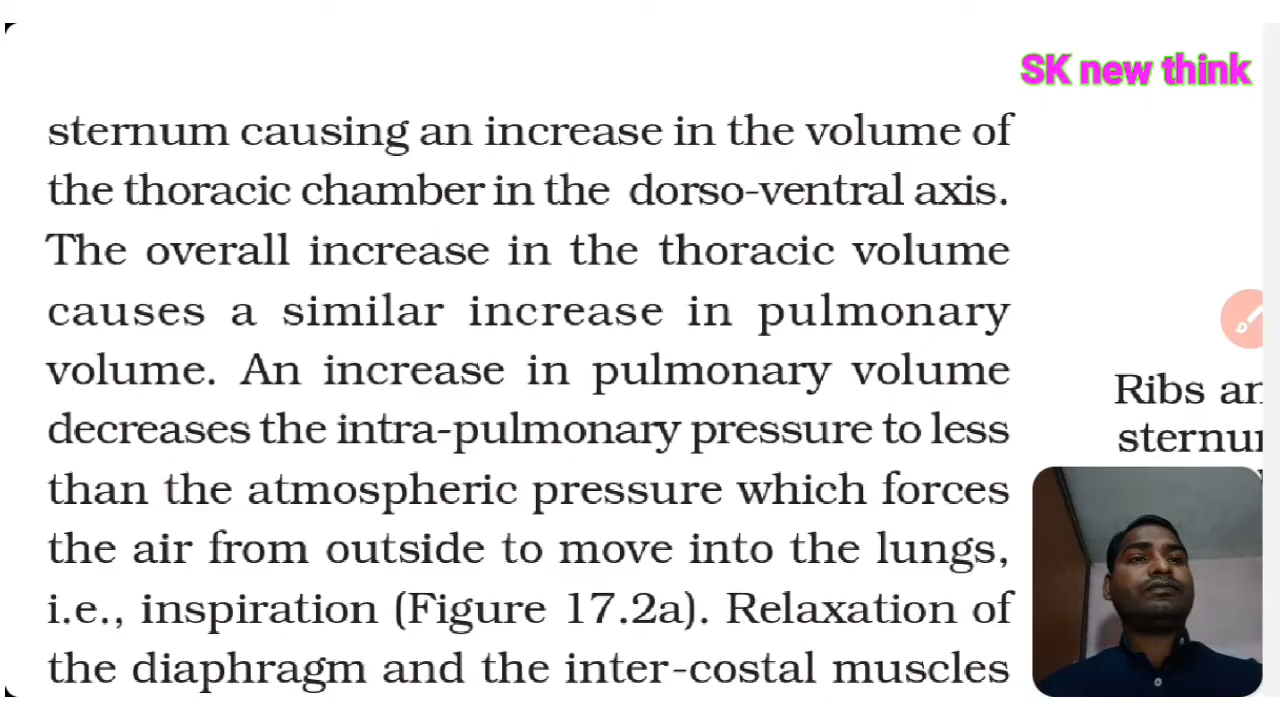 SK new think
sternum causing an increase in the volume of
the thoracic chamber in the dorso-ventral axis.
The overall increase in the thoracic volume
causes a similar increase in pulmonary
volume. An increase in pulmonary volume
decreases the intra-pulmonary pressure to less
than the atmospheric pressure which forces
the air from outside to move into the lungs,
i.e., inspiration (Figure 17.2a). Relaxation of
the diaphragm and the inter-costal muscles
Ribs